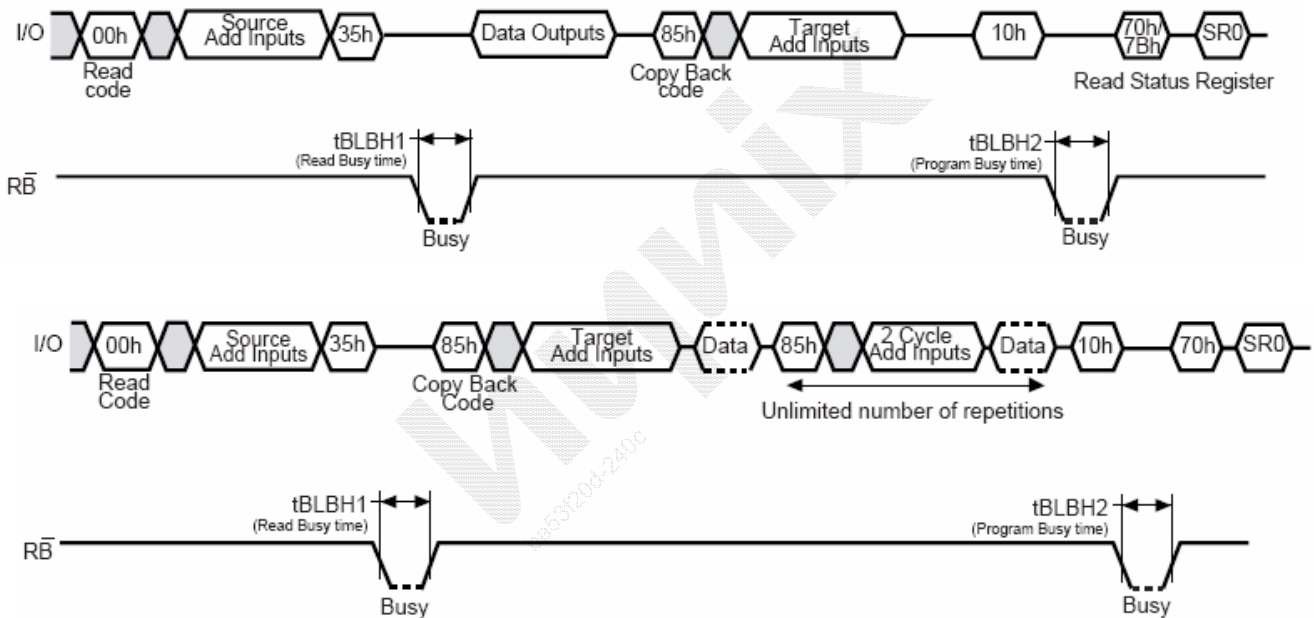 I/O 00h Source Add Inputs 35h Data Outputs 85h Target Add Inputs 10h 70h/7Bh SR0
Read code
Copy Back code
Read Status Register
tBLBH1
(Read Busy time)
tBLBH2
(Program Busy time)
RB
Busy
Busy
I/O 00h Source Add Inputs 35h 85h Target Add Inputs Data 85h 2 Cycle Add Inputs Data 10h 70h SR0
Read Code
Copy Back Code
Unlimited number of repetitions
tBLBH1
(Read Busy time)
tBLBH2
(Program Busy time)
RB
Busy
Busy